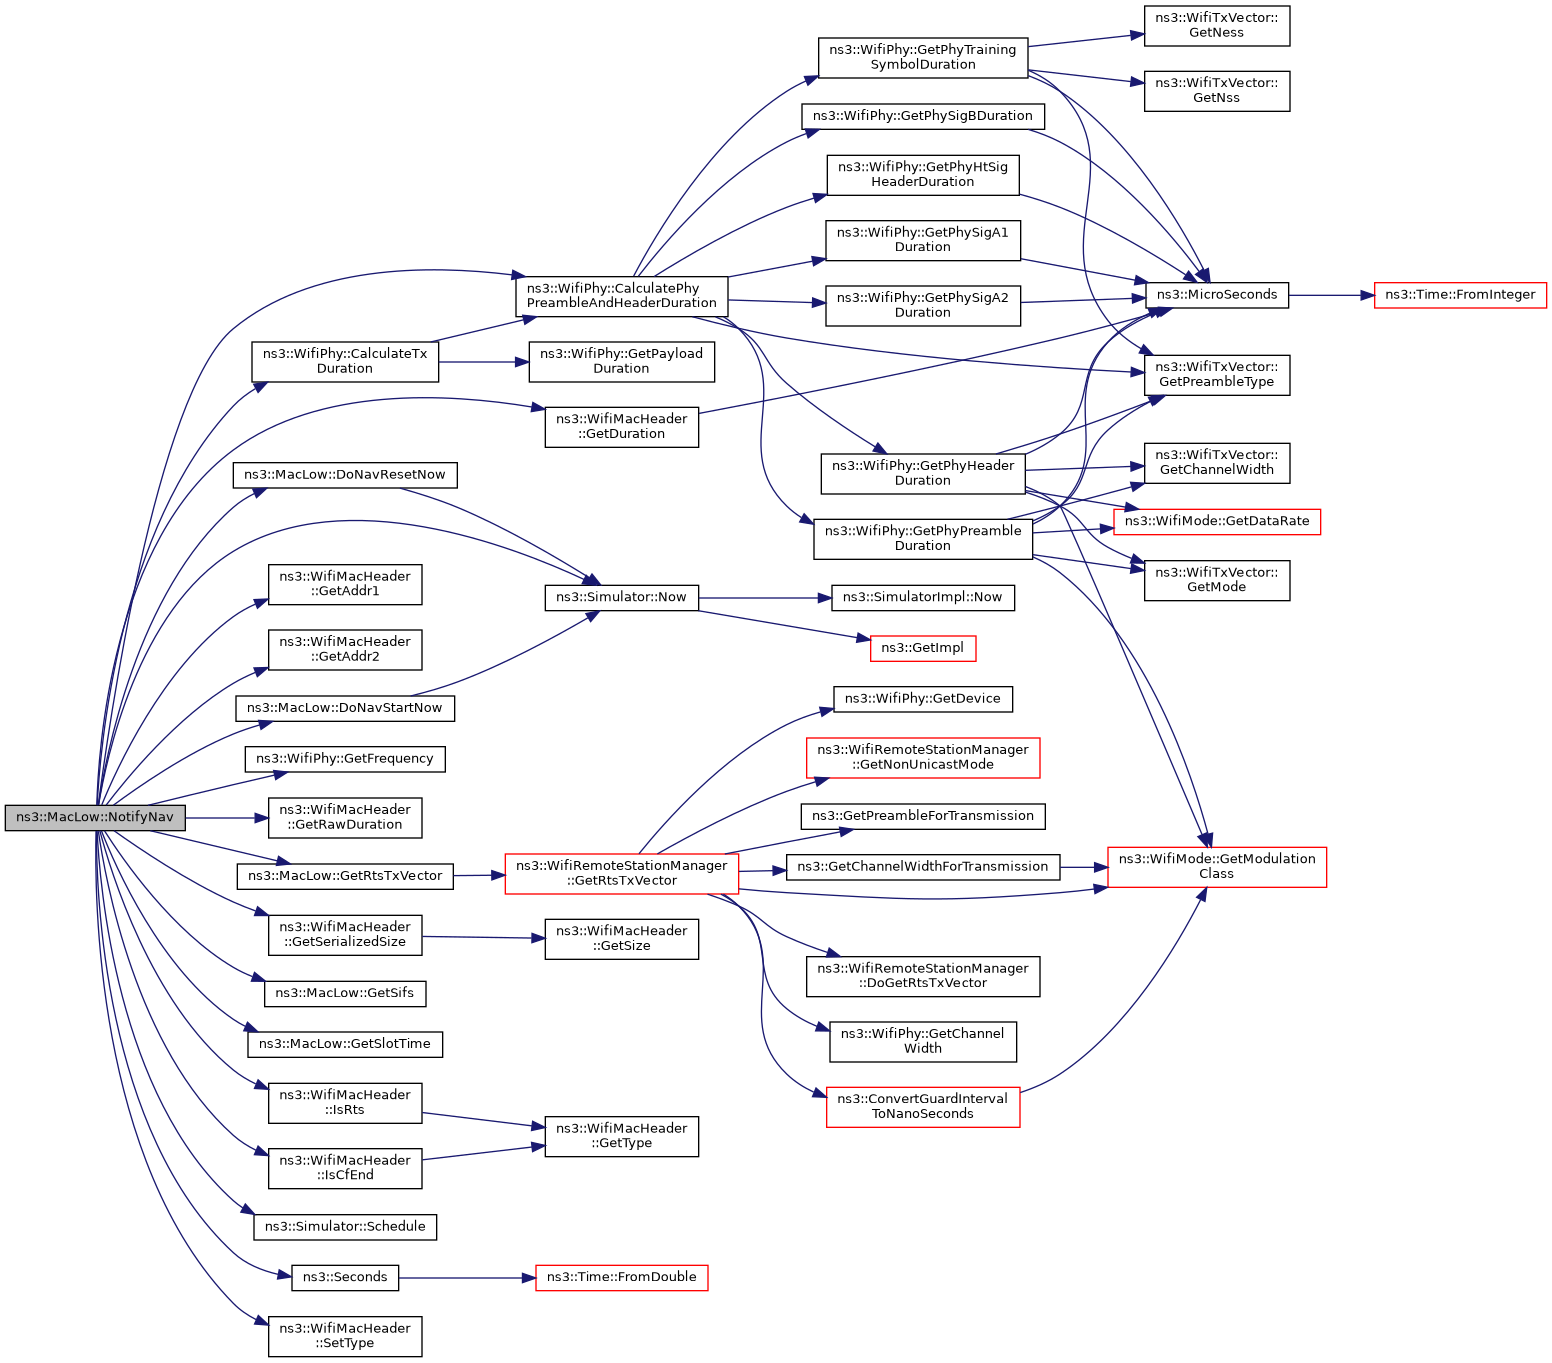 ns3::MacLow::NotifyNav
ns3::WifiPhy::CalculateTx
Duration
ns3::MacLow::DoNavResetNow
ns3::WifiMacHeader
::GetAddr1
ns3::WifiMacHeader
::GetAddr2
ns3::MacLow::DoNavStartNow
ns3::WifiPhy::GetFrequency
ns3::WifiMacHeader
::GetRawDuration
ns3::MacLow::GetRtsTxVector
ns3::WifiMacHeader
::GetSerializedSize
ns3::MacLow::GetSifs
ns3::MacLow::GetSlotTime
ns3::WifiMacHeader
::IsRts
ns3::WifiMacHeader
::IsCfEnd
ns3::Simulator::Schedule
ns3::Seconds
ns3::WifiMacHeader
::SetType
ns3::WifiPhy::CalculatePhy
PreambleAndHeaderDuration
ns3::WifiPhy::GetPayload
Duration
ns3::WifiMacHeader
::GetDuration
ns3::Simulator::Now
ns3::WifiRemoteStationManager
::GetRtsTxVector
ns3::WifiMacHeader
::GetSize
ns3::WifiMacHeader
::GetType
ns3::Time::FromDouble
ns3::WifiPhy::GetPhyTraining
SymbolDuration
ns3::WifiPhy::GetPhySigBDuration
ns3::WifiPhy::GetPhyHtSig
HeaderDuration
ns3::WifiPhy::GetPhySigA1
Duration
ns3::WifiPhy::GetPhySigA2
Duration
ns3::WifiPhy::GetPhyHeader
Duration
ns3::WifiPhy::GetPhyPreamble
Duration
ns3::SimulatorImpl::Now
ns3::GetImpl
ns3::WifiPhy::GetDevice
ns3::WifiRemoteStationManager
::GetNonUnicastMode
ns3::GetPreambleForTransmission
ns3::GetChannelWidthForTransmission
ns3::WifiRemoteStationManager
::DoGetRtsTxVector
ns3::WifiPhy::GetChannel
Width
ns3::ConvertGuardInterval
ToNanoSeconds
ns3::WifiTxVector::
GetNess
ns3::WifiTxVector::
GetNss
ns3::MicroSeconds
ns3::WifiTxVector::
GetPreambleType
ns3::WifiTxVector::
GetChannelWidth
ns3::WifiMode::GetDataRate
ns3::WifiTxVector::
GetMode
ns3::WifiMode::GetModulation
Class
ns3::Time::FromInteger